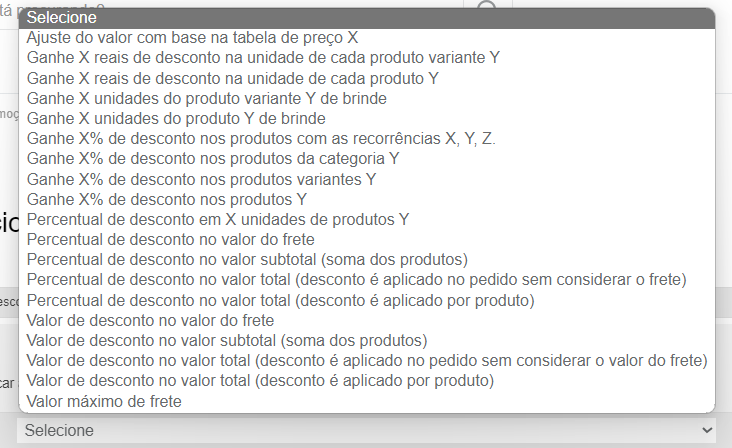 procurando?
Selecione
Ajuste do valor com base na tabela de preço X
Ganhe X reais de desconto na unidade de cada produto variante Y
Ganhe X reais de desconto na unidade de cada produto Y
Ganhe X unidades do produto variante Y de brinde
Ganhe X unidades do produto Y de brinde
Ganhe X% de desconto nos produtos com as recorrências X, Y, Z.
Ganhe X% de desconto nos produtos da categoria Y
Ganhe X% de desconto nos produtos variantes Y
Ganhe X% de desconto nos produtos Y
Percentual de desconto em X unidades de produtos Y
Percentual de desconto no valor do frete
Percentual de desconto no valor subtotal (soma dos produtos)
Percentual de desconto no valor total (desconto é aplicado no pedido sem considerar o frete)
Percentual de desconto no valor total (desconto é aplicado por produto)
Valor de desconto no valor do frete
Valor de desconto no valor subtotal (soma dos produtos)
Valor de desconto no valor total (desconto é aplicado no pedido sem considerar o valor do frete)
Valor de desconto no valor total (desconto é aplicado por produto)
Valor máximo de frete
Selecione